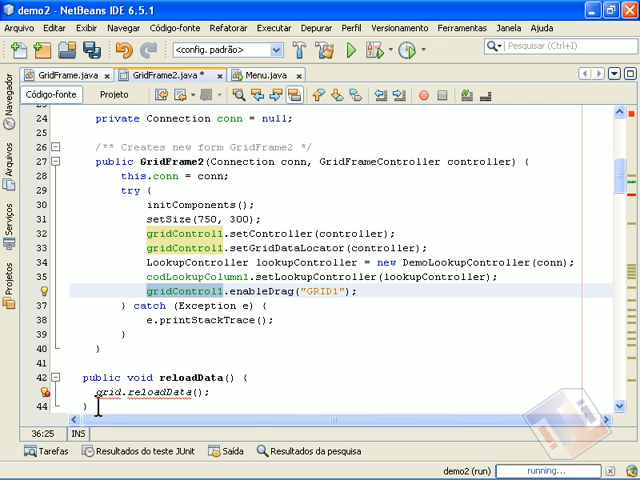 demo2 - NetBeans IDE 6.5.1
Arquivo Editar Exibir Navegar Código-fonte Refatorar Executar Depurar Perfil Versionamento Ferramentas Janela Ajuda
<config. padrão> Pesquisar (Ctrl+I)
GridFrame.java GridFrame2.java * Menu.java
Código-fonte Projeto
24 private Connection conn = null;
25
26 /** Creates new form GridFrame2 */
27 public GridFrame2(Connection conn, GridFrameController controller) {
28 this.conn = conn;
29 try {
30 initComponents();
31 setSize(750, 300);
32 gridControl1.setController(controller);
33 gridControl1.setGridDataLocator(controller);
34 LookupController lookupController = new DemoLookupController(conn);
35 codLookupColumn1.setLookupController(lookupController);
gridControl1.enableDrag("GRID1");
37 } catch (Exception e) {
38 e.printStackTrace();
39 }
40 }
41
42 public void reloadData() {
grid.reloadData();
44 }
Navegador
Arquivos
Serviços
Projetos
36:25 INS
Tarefas Resultados do teste JUnit Saída Resultados da pesquisa
demo2 (run) running...